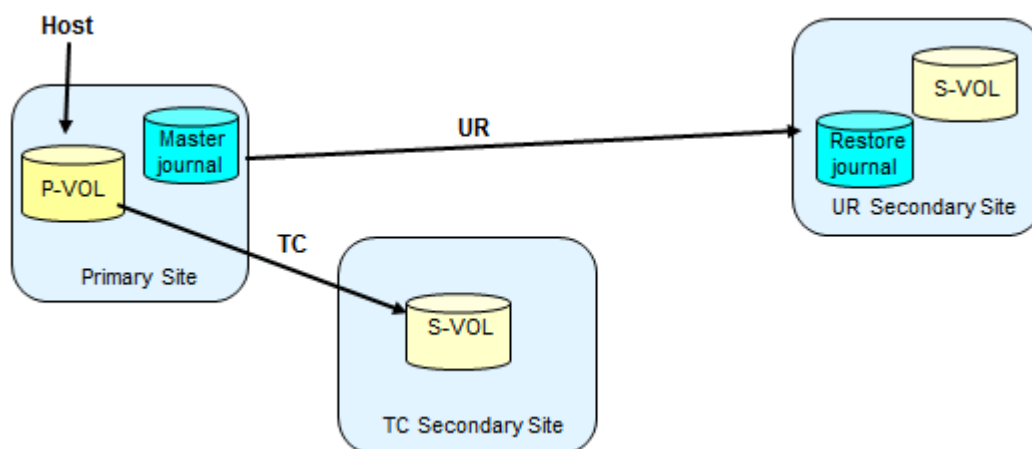 Host
Master
journal
P-VOL
Primary Site
UR
TC
S-VOL
TC Secondary Site
S-VOL
Restore
journal
UR Secondary Site